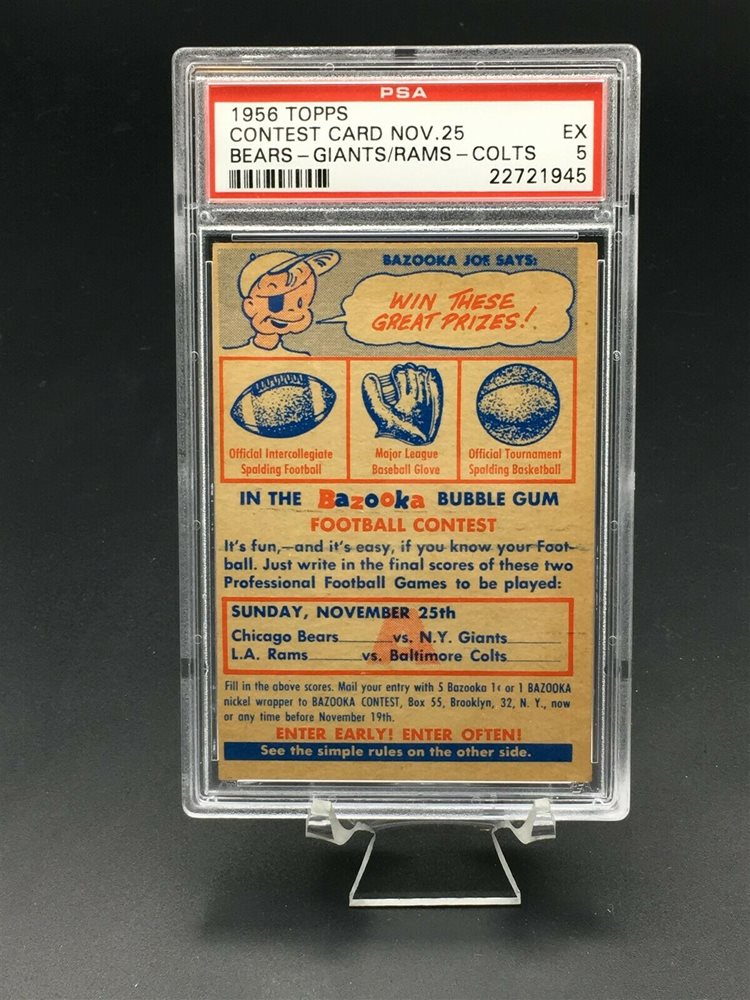 PSA
1956 TOPPS
CONTEST CARD NOV.25 EX
BEARS-GIANTS/RAMS-COLTS 5
22721945
BAZOOKA JOE SAYS:
WIN THESE
GREAT PRIZES!
Official Intercollegiate
Spalding Football
Major League
Baseball Glove
Official Tournament
Spalding Basketball
IN THE Bazooka BUBBLE GUM
FOOTBALL CONTEST
It's fun,—and it's easy, if you know your Foot-
ball. Just write in the final scores of these two
Professional Football Games to be played:
A
SUNDAY, NOVEMBER 25th
Chicago Bears______vs. N.Y. Giants______
L.A. Rams______vs. Baltimore Colts______
Fill in the above scores. Mail your entry with 5 Bazooka 1¢ or 1 BAZOOKA
nickel wrapper to BAZOOKA CONTEST, Box 55, Brooklyn, 32, N. Y., now
or any time before November 19th.
ENTER EARLY! ENTER OFTEN!
See the simple rules on the other side.